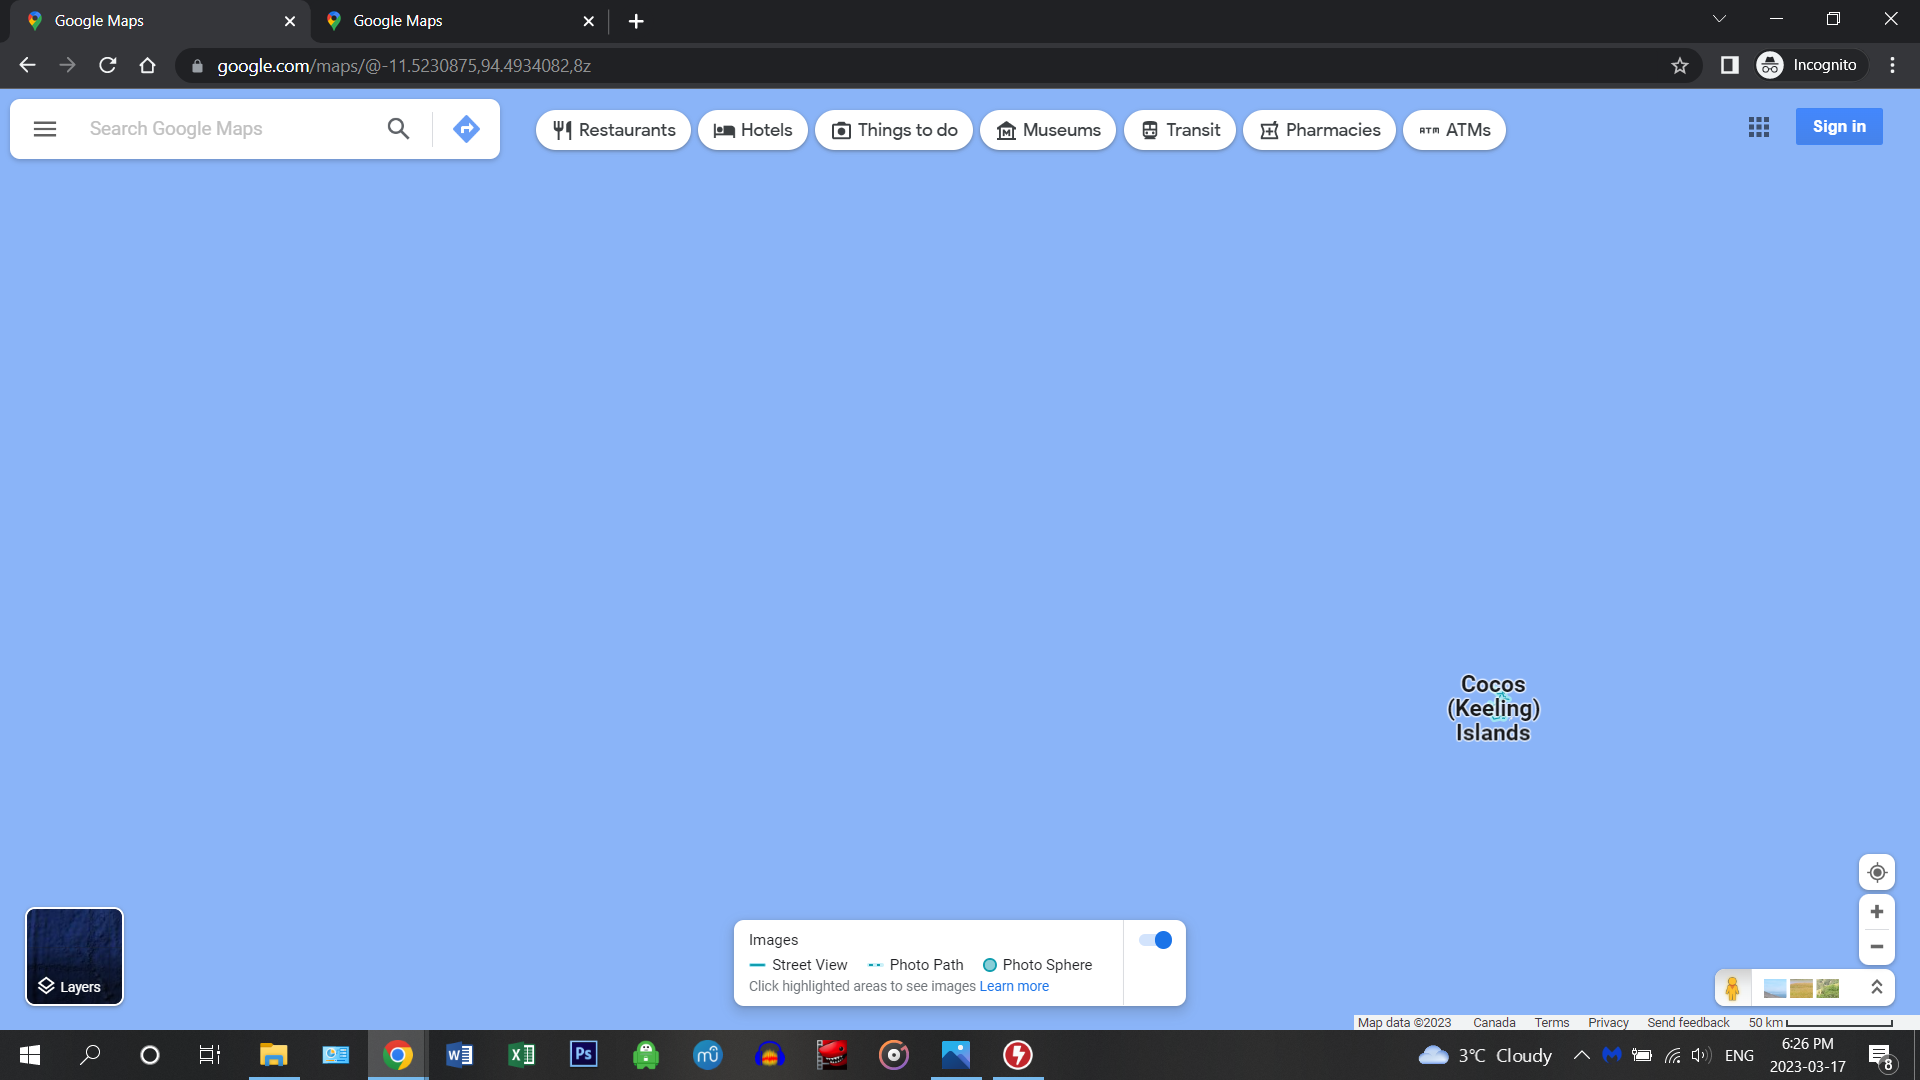 Google Maps
Google Maps
google.com/maps/@-11.5230875,94.4934082,8z
Incognito
Search Google Maps
Restaurants
Hotels
Things to do
Museums
Transit
Pharmacies
ATM ATMs
Sign in
Cocos
(Keeling)
Islands
Layers
Images
Street View
Photo Path
Photo Sphere
Click highlighted areas to see images Learn more
Map data ©2023 Canada Terms Privacy Send feedback 50 km
W
X
Ps
mü
3°C Cloudy
ENG
6:26 PM
2023-03-17
8